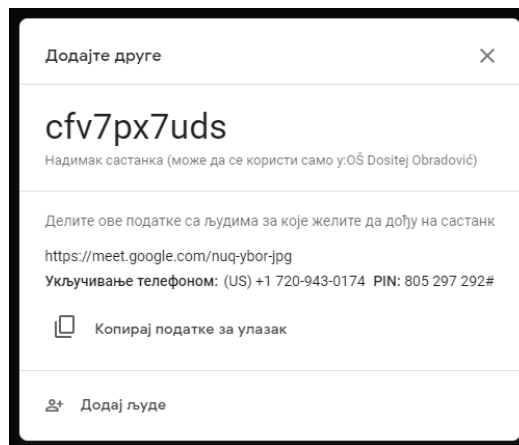 Додајте друге
cfv7px7uds
Надимак састанка (може да се користи само у:OŠ Dositej Obradović)
Делите ове податке са људима за које желите да дођу на састанк
https://meet.google.com/nuq-ybor-jpg
Укључивање телефоном: (US) +1 720-943-0174 PIN: 805 297 292#
Копирај податке за улазак
Додај људе